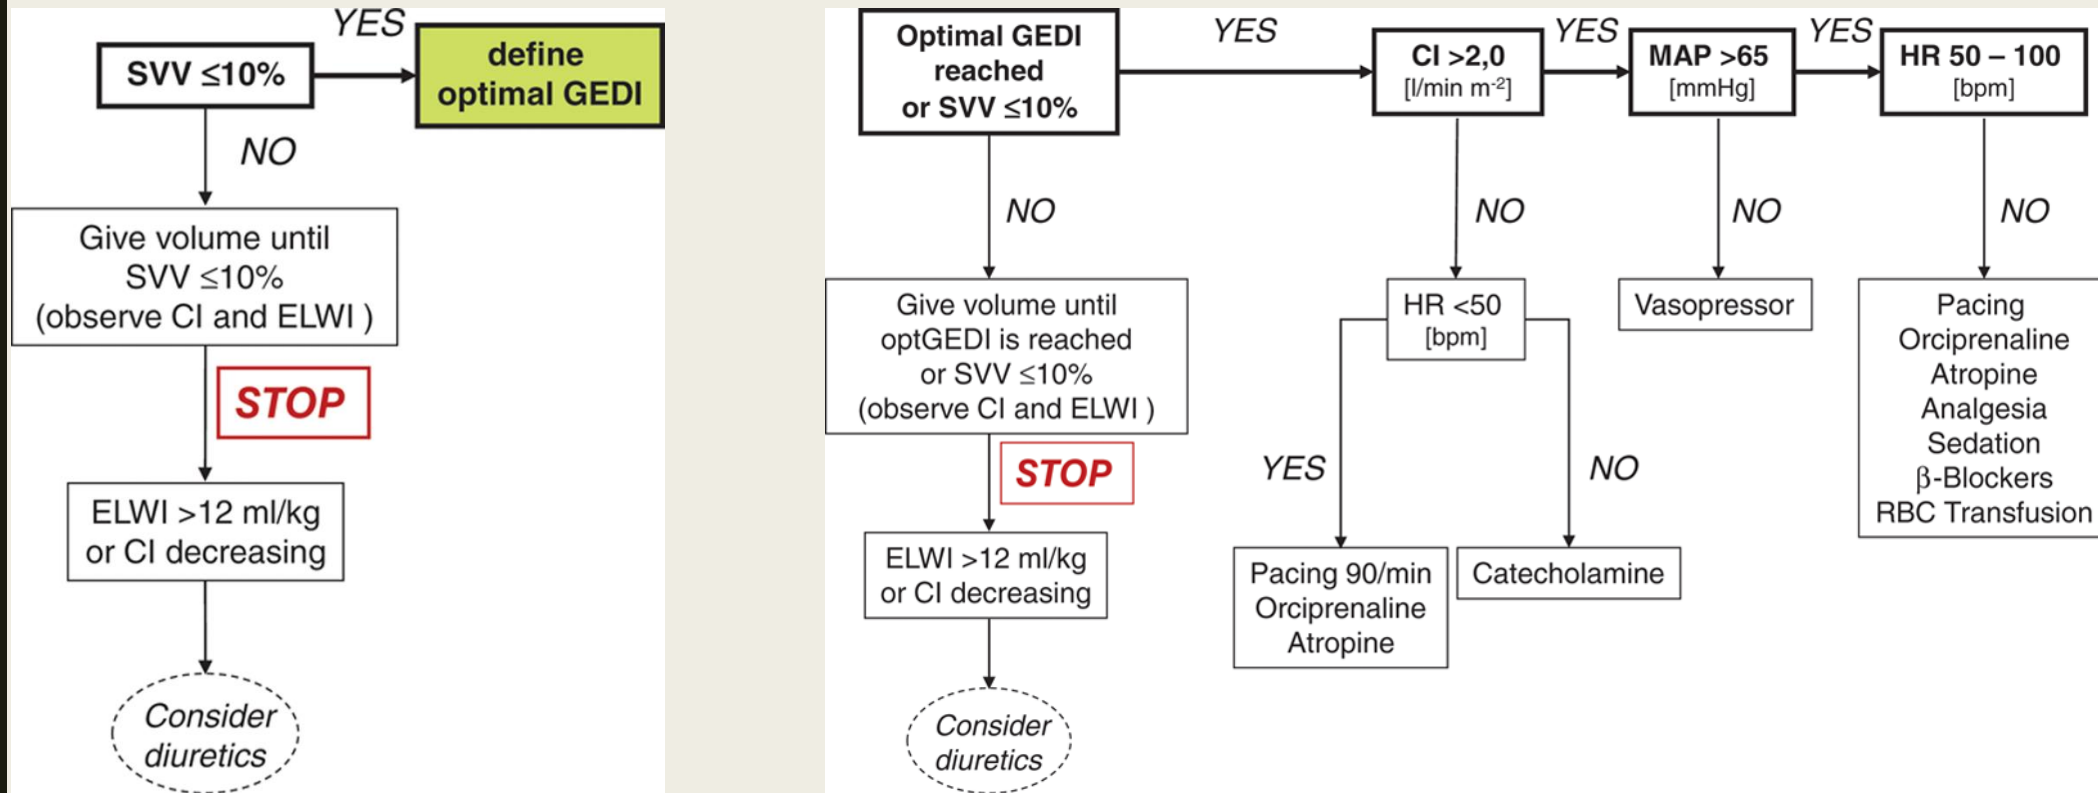 SVV ≤10%
YES
define
optimal GEDI
NO
Give volume until
SVV ≤10%
(observe CI and ELWI )
STOP
ELWI >12 ml/kg
or CI decreasing
Consider
diuretics
Optimal GEDI
reached
or SVV ≤10%
YES
CI >2,0
[l/min m-2]
YES
MAP >65
[mmHg]
YES
HR 50 – 100
[bpm]
NO
NO
NO
NO
Give volume until
optGEDI is reached
or SVV ≤10%
(observe CI and ELWI )
STOP
ELWI >12 ml/kg
or CI decreasing
Consider
diuretics
HR <50
[bpm]
YES
NO
Pacing 90/min
Orciprenaline
Atropine
Catecholamine
Vasopressor
Pacing
Orciprenaline
Atropine
Analgesia
Sedation
β-Blockers
RBC Transfusion